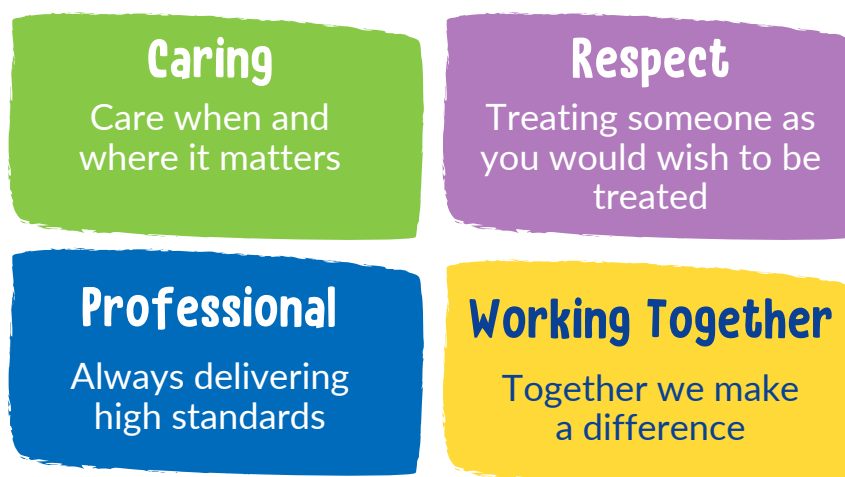 Caring
Care when and
where it matters
Respect
Treating someone as
you would wish to be
treated
Professional
Always delivering
high standards
Working Together
Together we make
a difference